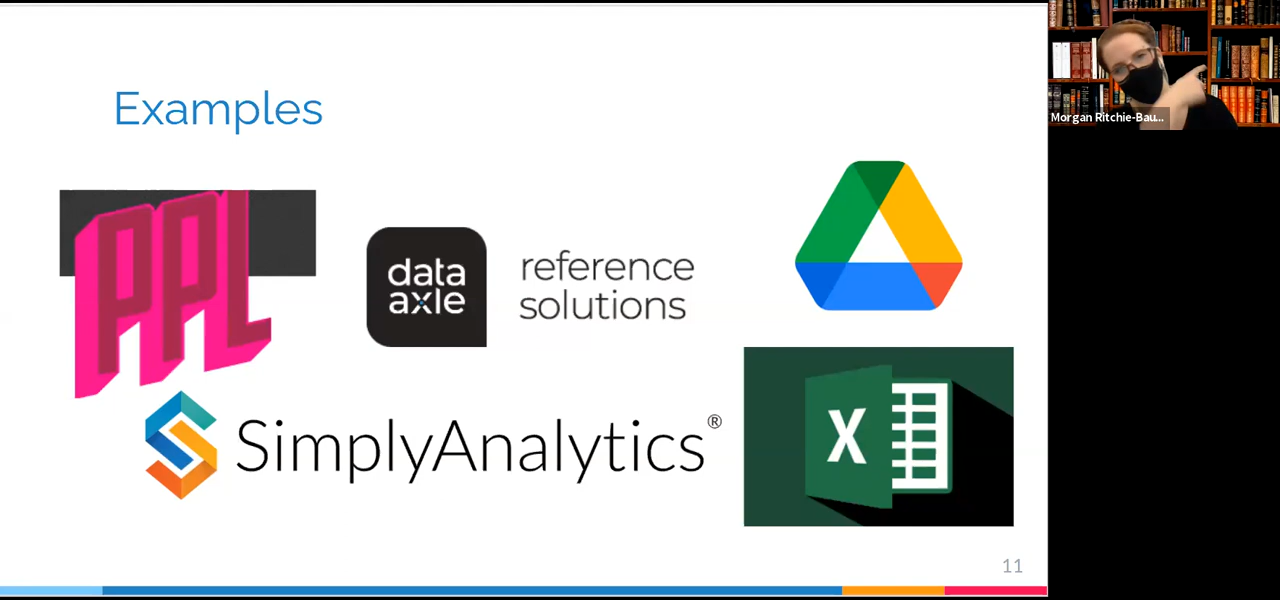 Examples
Morgan Ritchie-Bau...
PPL
data
axle
reference
solutions
SimplyAnalytics®
X
11